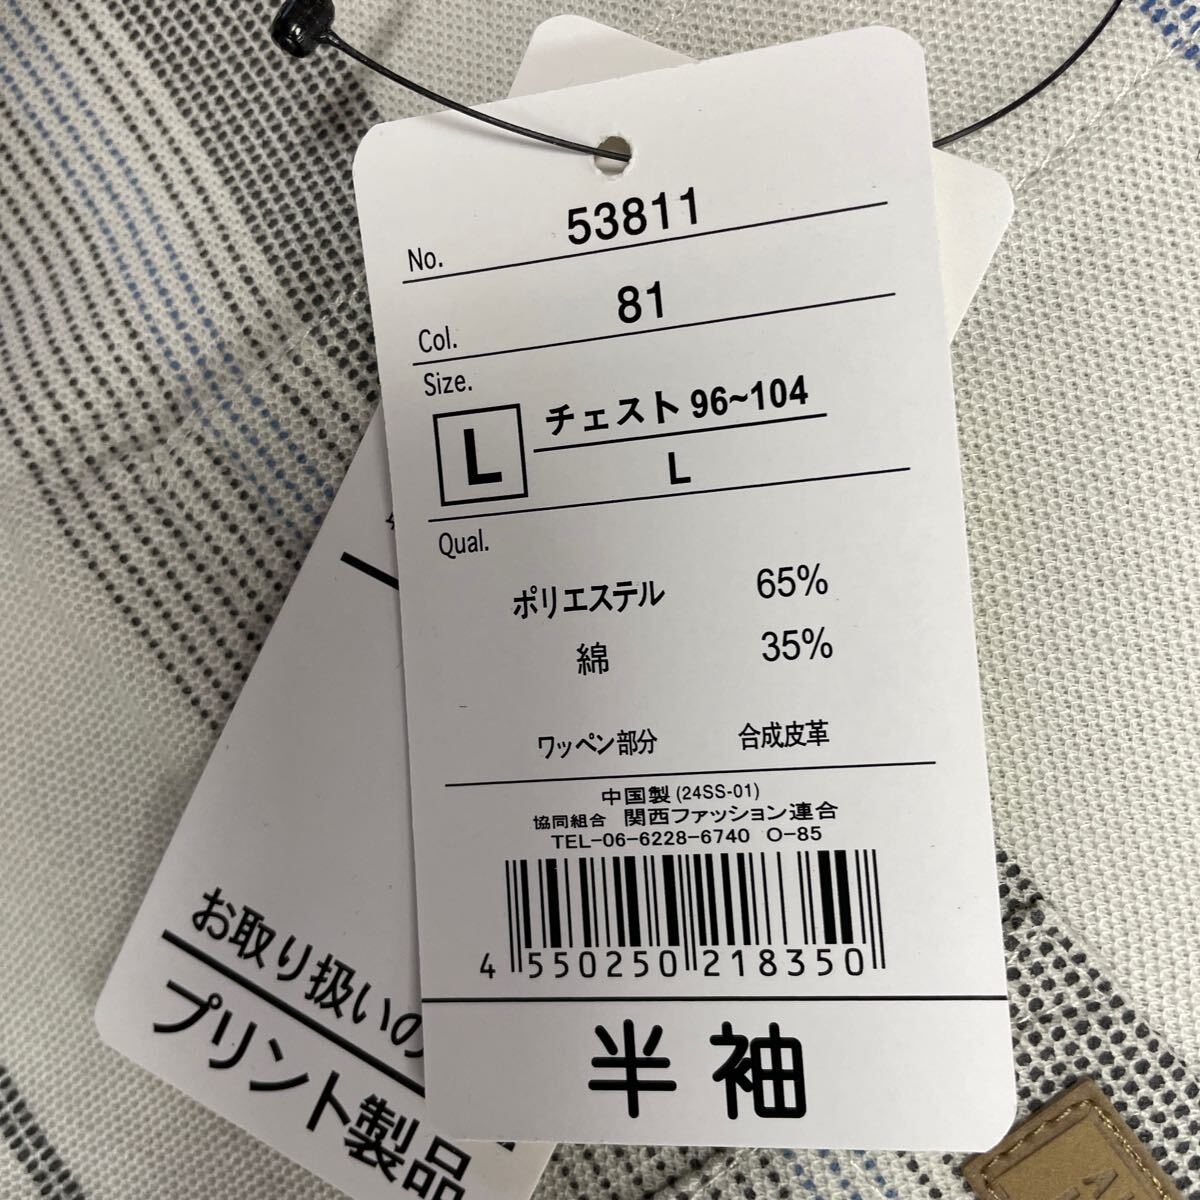 No. 53811
Col. 81
Size.
L チェスト 96~104
L
Qual.
ポリエステル 65%
綿 35%
ワッペン部分 合成皮革
中国製 (24SS-01)
協同組合 関西ファッション連合
TEL-06-6228-6740 O-85
4 550250 218350
半袖
お取り扱いの
プリント製品